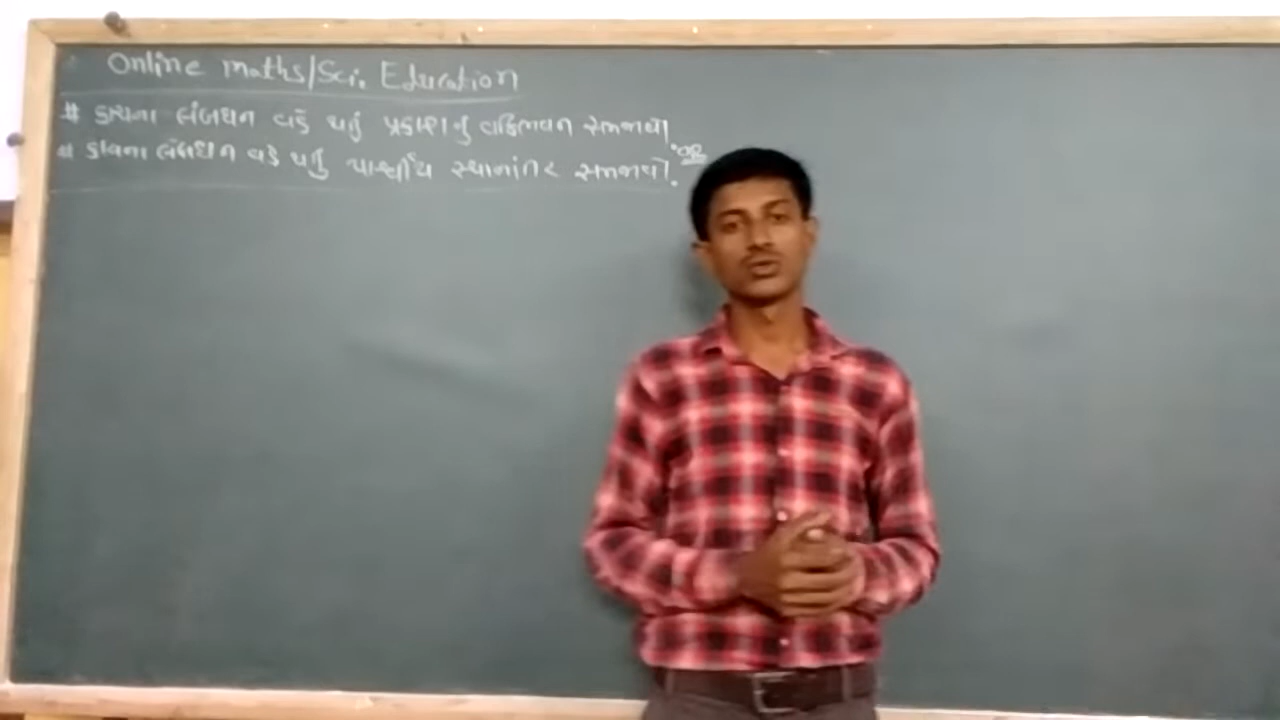 Online maths/Sci. Education
# કાચના લંબઘન વડે થતું પ્રકાશનું વક્રિભવન સમજાવો. OR
# કાચના લંબઘન વડે થતું પાર્શ્વીય સ્થાનાંતર સમજાવો.